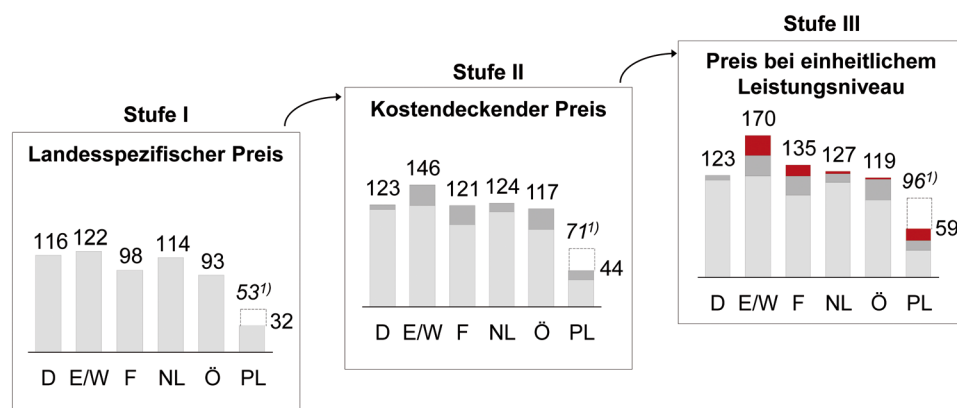 Stufe I
Landesspezifischer Preis
116 122 98 114 93 53¹⁾ 32
D E/W F NL Ö PL
Stufe II
Kostendeckender Preis
123 146 121 124 117 71¹⁾ 44
D E/W F NL Ö PL
Stufe III
Preis bei einheitlichem
Leistungsniveau
123 170 135 127 119 96¹⁾ 59
D E/W F NL Ö PL